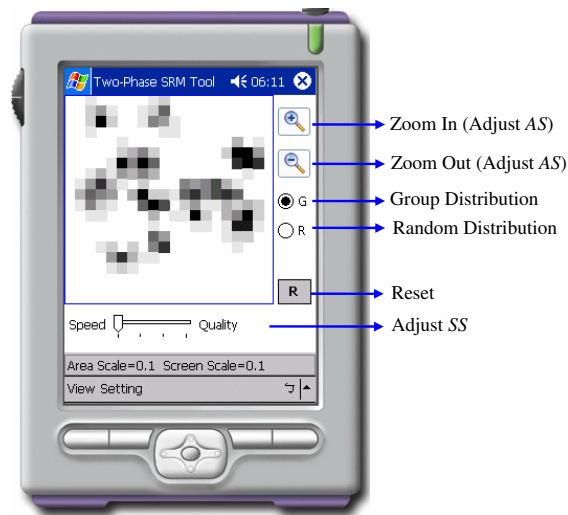 Two-Phase SRM Tool 06:11
Zoom In (Adjust AS)
Zoom Out (Adjust AS)
G Group Distribution
R Random Distribution
R Reset
Speed Quality Adjust SS
Area Scale=0.1 Screen Scale=0.1
View Setting